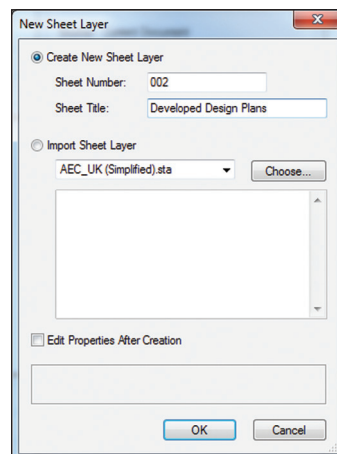 New Sheet Layer
Create New Sheet Layer
Sheet Number: 002
Sheet Title: Developed Design Plans
Import Sheet Layer
AEC_UK (Simplified).sta Choose...
Edit Properties After Creation
OK Cancel